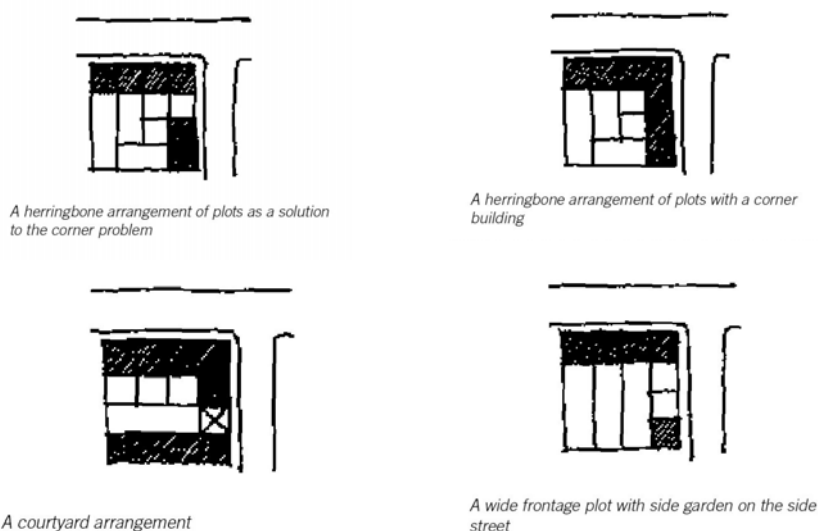 A herringbone arrangement of plots as a solution
to the corner problem
A herringbone arrangement of plots with a corner
building
A courtyard arrangement
A wide frontage plot with side garden on the side
street